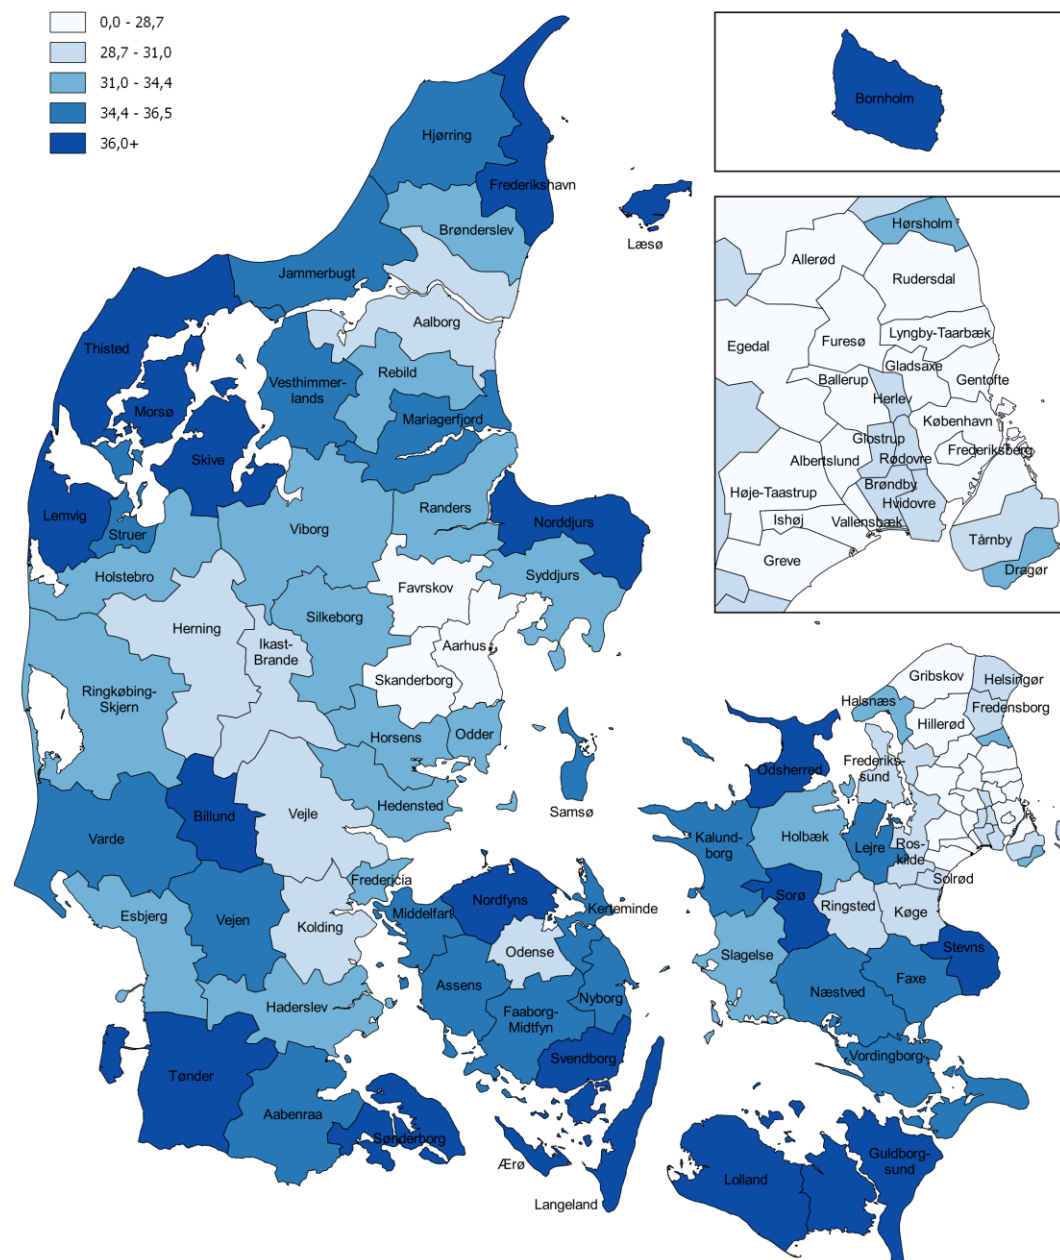 0,0 - 28,7
28,7 - 31,0
31,0 - 34,4
34,4 - 36,5
36,0+
Bornholm
Hjørring
Frederikshavn
Brønderslev
Læsø
Jammerbugt
Aalborg
Thisted
Rebild
Vesthimmer-
lands
Morsø
Mariagerfjord
Skive
Lemvig
Struer
Viborg
Randers
Norddjurs
Holstebro
Favrskov
Syddjurs
Silkeborg
Herning
Ikast-
Brande
Aarhus
Skanderborg
Ringkøbing-
Skjern
Horsens
Odder
Hedensted
Samsø
Billund
Vejle
Varde
Fredericia
Esbjerg
Vejen
Kolding
Middelfart
Nordfyns
Kerteminde
Odense
Assens
Nyborg
Faaborg-
Midtfyn
Haderslev
Svendborg
Tønder
Aabenraa
Sønderborg
Ærø
Langeland
Hørsholm
Allerød
Rudersdal
Lyngby-Taarbæk
Egedal
Furesø
Gladsaxe
Ballerup
Gentofte
Herlev
København
Glostrup
Frederiksberg
Rødovre
Albertslund
Brøndby
Høje-Taastrup
Hvidovre
Ishøj
Vallensbæk
Greve
Tårnby
Dragør
Gribskov
Helsingør
Halsnæs
Fredensborg
Hillerød
Frederiks-
sund
Odsherred
Kalund-
borg
Holbæk
Lejre
Ros-
kilde
Solrød
Sorø
Ringsted
Køge
Slagelse
Stevns
Næstved
Faxe
Vordingborg
Guldborg-
sund
Lolland